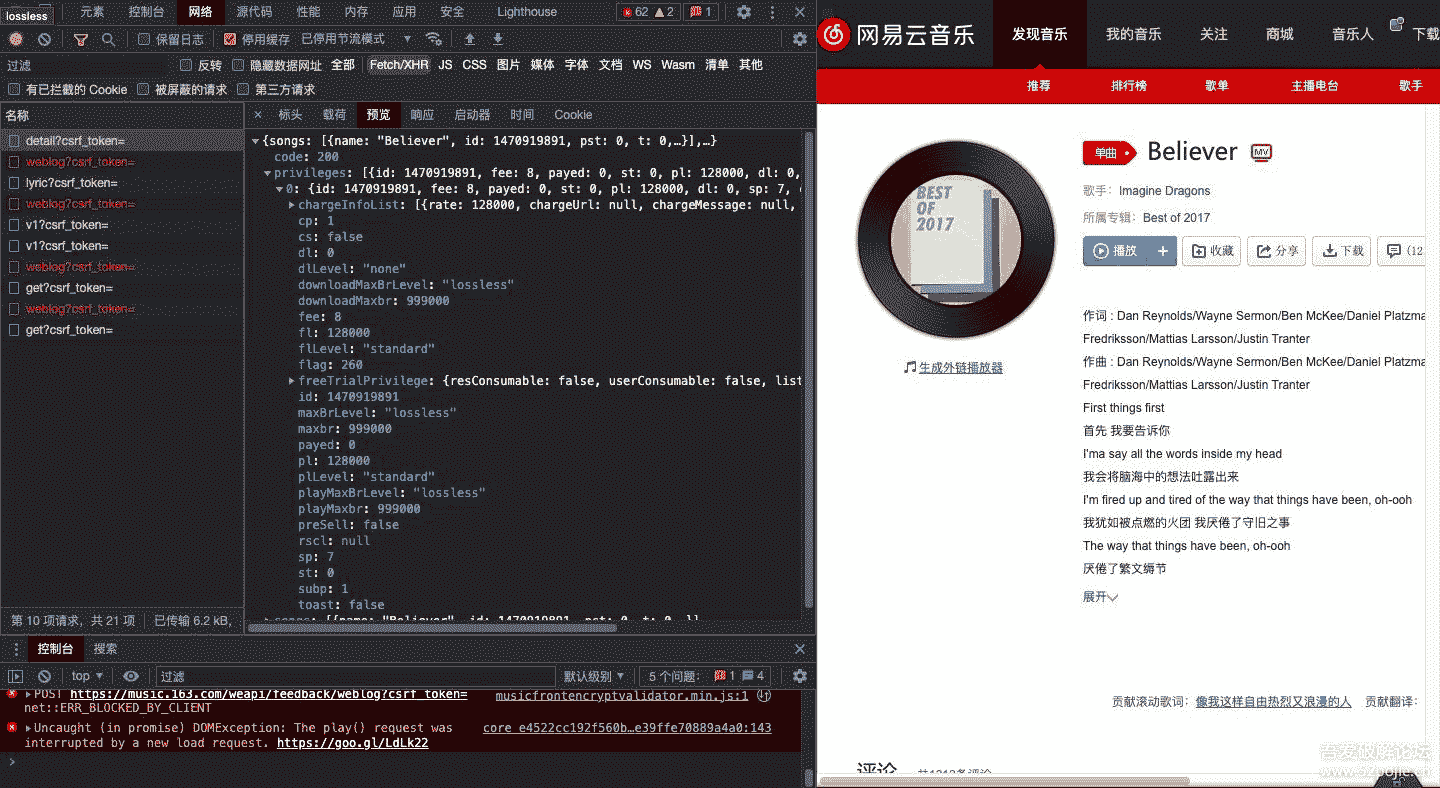 lossless
元素 控制台 网络 源代码 性能 内存 应用 安全 Lighthouse 62 2 1
保留日志 停用缓存 已停用节流模式
过滤 反转 隐藏数据网址 全部 Fetch/XHR JS CSS 图片 媒体 字体 文档 WS Wasm 清单 其他
有已拦截的 Cookie 被屏蔽的请求 第三方请求
名称
detail?csrf_token=
weblog?csrf_token=
lyric?csrf_token=
weblog?csrf_token=
v1?csrf_token=
v1?csrf_token=
weblog?csrf_token=
get?csrf_token=
weblog?csrf_token=
get?csrf_token=
第 10 项请求，共 21 项 已传输 6.2 kB,
× 标头 载荷 预览 响应 启动器 时间 Cookie
{songs: [{name: "Believer", id: 1470919891, pst: 0, t: 0,…}],…}
code: 200
privileges: [{id: 1470919891, fee: 8, payed: 0, st: 0, pl: 128000, dl: 0,
0: {id: 1470919891, fee: 8, payed: 0, st: 0, pl: 128000, dl: 0, sp: 7,
chargeInfoList: [{rate: 128000, chargeUrl: null, chargeMessage: null,
cp: 1
cs: false
dl: 0
dlLevel: "none"
downloadMaxBrLevel: "lossless"
downloadMaxbr: 999000
fee: 8
fl: 128000
flLevel: "standard"
flag: 260
freeTrialPrivilege: {resConsumable: false, userConsumable: false, list
id: 1470919891
maxBrLevel: "lossless"
maxbr: 999000
payed: 0
pl: 128000
plLevel: "standard"
playMaxBrLevel: "lossless"
playMaxbr: 999000
preSell: false
rscl: null
sp: 7
st: 0
subp: 1
toast: false
songs: [{name: "Believer", id: 1470919891, pst: 0, t: 0,…}]
控制台 搜索
top 过滤 默认级别 5 个问题: 1 4
POST https://music.163.com/weapi/feedback/weblog?csrf_token= musicfrontencryptvalidator.min.js:1
net::ERR_BLOCKED_BY_CLIENT
Uncaught (in promise) DOMException: The play() request was core_e4522cc192f560b…e39ffe70889a4a0:143
interrupted by a new load request. https://goo.gl/LdLk22
网易云音乐 发现音乐 我的音乐 关注 商城 音乐人 下载
推荐 排行榜 歌单 主播电台 歌手
BEST
OF
2017
生成外链播放器
单曲 Believer MV
歌手：Imagine Dragons
所属专辑：Best of 2017
播放 + 收藏 分享 下载 (12
作词 : Dan Reynolds/Wayne Sermon/Ben McKee/Daniel Platzma
Fredriksson/Mattias Larsson/Justin Tranter
作曲 : Dan Reynolds/Wayne Sermon/Ben McKee/Daniel Platzma
Fredriksson/Mattias Larsson/Justin Tranter
First things first
首先 我要告诉你
I'ma say all the words inside my head
我会将脑海中的想法吐露出来
I'm fired up and tired of the way that things have been, oh-ooh
我犹如被点燃的火团 我厌倦了守旧之事
The way that things have been, oh-ooh
厌倦了繁文缛节
展开
贡献滚动歌词：像我这样自由热烈又浪漫的人 贡献翻译：
评论
吾爱破解论坛
www.52pojie.cn